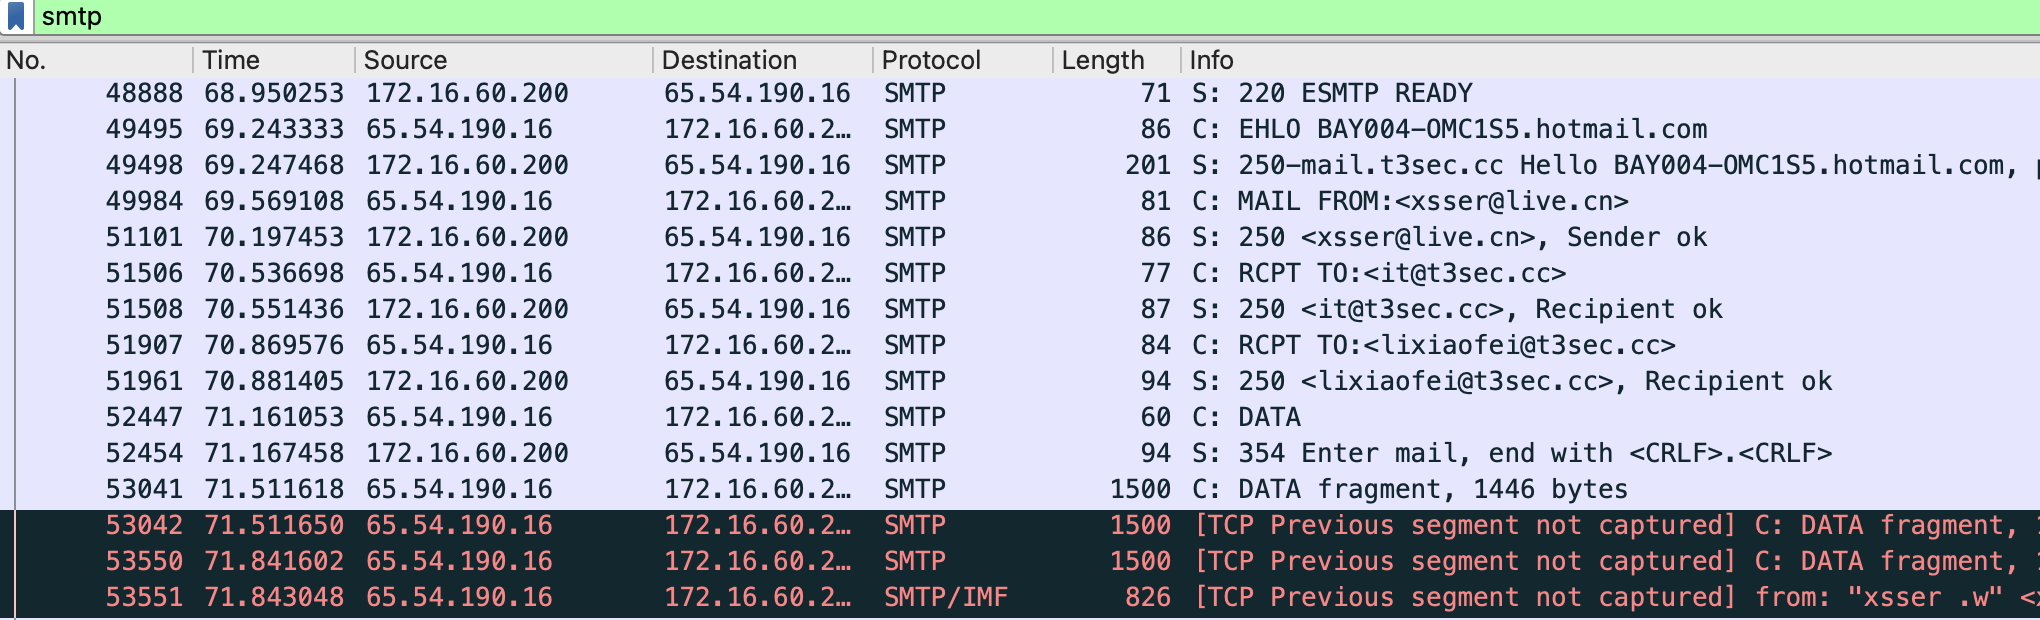 smtp
No. Time Source Destination Protocol Length Info
48888 68.950253 172.16.60.200 65.54.190.16 SMTP 71 S: 220 ESMTP READY
49495 69.243333 65.54.190.16 172.16.60.2… SMTP 86 C: EHLO BAY004-OMC1S5.hotmail.com
49498 69.247468 172.16.60.200 65.54.190.16 SMTP 201 S: 250-mail.t3sec.cc Hello BAY004-OMC1S5.hotmail.com,
49984 69.569108 65.54.190.16 172.16.60.2… SMTP 81 C: MAIL FROM:<xsser@live.cn>
51101 70.197453 172.16.60.200 65.54.190.16 SMTP 86 S: 250 <xsser@live.cn>, Sender ok
51506 70.536698 65.54.190.16 172.16.60.2… SMTP 77 C: RCPT TO:<it@t3sec.cc>
51508 70.551436 172.16.60.200 65.54.190.16 SMTP 87 S: 250 <it@t3sec.cc>, Recipient ok
51907 70.869576 65.54.190.16 172.16.60.2… SMTP 84 C: RCPT TO:<lixiaofei@t3sec.cc>
51961 70.881405 172.16.60.200 65.54.190.16 SMTP 94 S: 250 <lixiaofei@t3sec.cc>, Recipient ok
52447 71.161053 65.54.190.16 172.16.60.2… SMTP 60 C: DATA
52454 71.167458 172.16.60.200 65.54.190.16 SMTP 94 S: 354 Enter mail, end with <CRLF>.<CRLF>
53041 71.511618 65.54.190.16 172.16.60.2… SMTP 1500 C: DATA fragment, 1446 bytes
53042 71.511650 65.54.190.16 172.16.60.2… SMTP 1500 [TCP Previous segment not captured] C: DATA fragment,
53550 71.841602 65.54.190.16 172.16.60.2… SMTP 1500 [TCP Previous segment not captured] C: DATA fragment,
53551 71.843048 65.54.190.16 172.16.60.2… SMTP/IMF 826 [TCP Previous segment not captured] from: "xsser .w" <